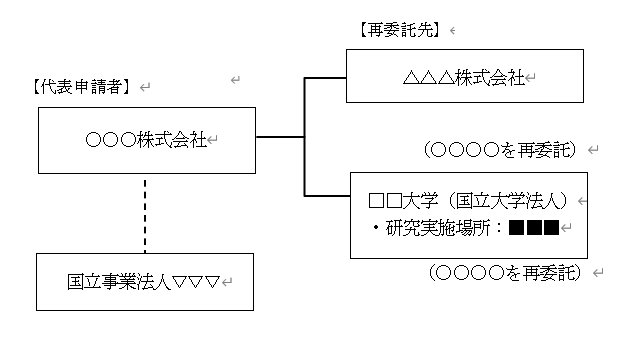 【再委託先】
【代表申請者】
△△△株式会社
○○○株式会社
（○○○○を再委託）
□□大学（国立大学法人）
・研究実施場所：■■■
（○○○○を再委託）
国立事業法人▽▽▽